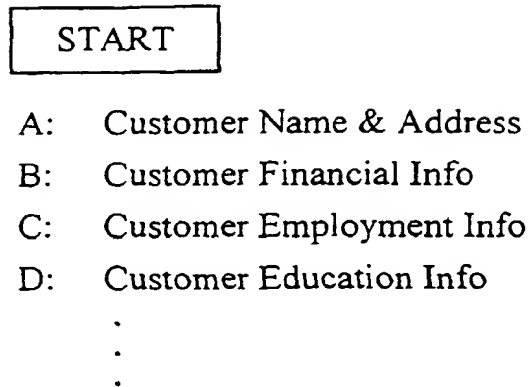 START
A: Customer Name & Address
B: Customer Financial Info
C: Customer Employment Info
D: Customer Education Info
.
.
.